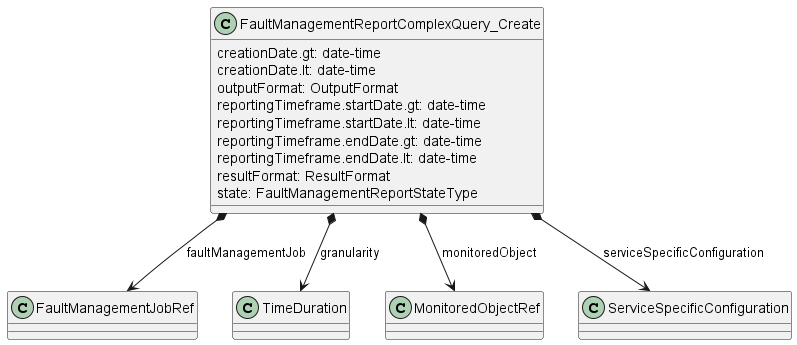 C FaultManagementReportComplexQuery_Create
creationDate.gt: date-time
creationDate.lt: date-time
outputFormat: OutputFormat
reportingTimeframe.startDate.gt: date-time
reportingTimeframe.startDate.lt: date-time
reportingTimeframe.endDate.gt: date-time
reportingTimeframe.endDate.lt: date-time
resultFormat: ResultFormat
state: FaultManagementReportStateType
faultManagementJob
granularity
monitoredObject
serviceSpecificConfiguration
C FaultManagementJobRef
C TimeDuration
C MonitoredObjectRef
C ServiceSpecificConfiguration